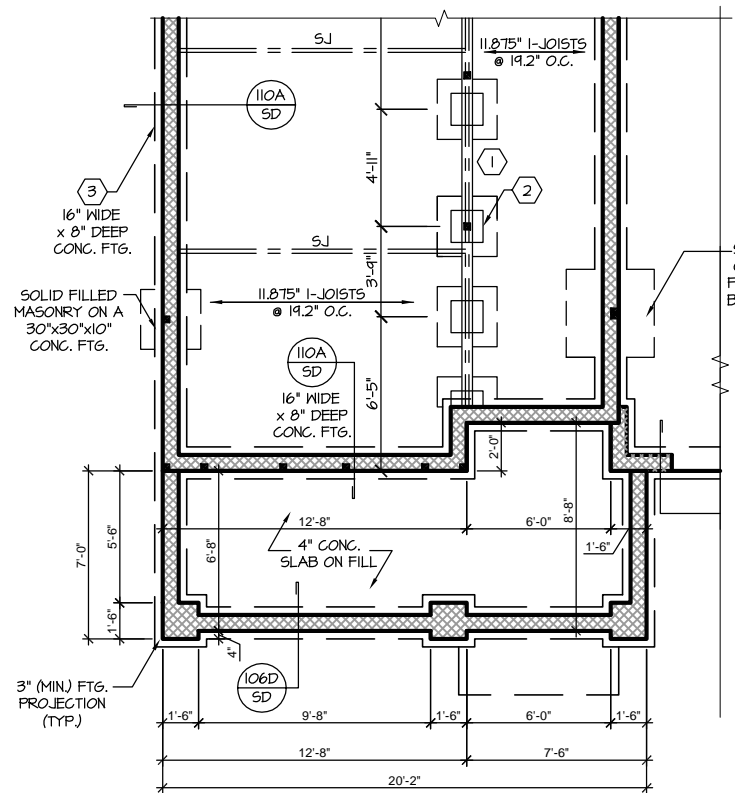 SJ
11.875" I-JOISTS
@ 19.2" O.C.
110A
SD
4'-11"
1
2
3
16" WIDE
x 8" DEEP
CONC. FTG.
SJ
3'-9"
SOLID FILLED
MASONRY ON A
30"x30"x10"
CONC. FTG.
11.875" I-JOISTS
@ 19.2" O.C.
110A
SD
16" WIDE
x 8" DEEP
CONC. FTG.
6'-5"
2'-0"
12'-8"
6'-0"
8'-8"
7'-0"
5'-6"
6'-8"
4" CONC.
SLAB ON FILL
1'-6"
1'-6"
4"
3" (MIN.) FTG.
PROJECTION
(TYP.)
106D
SD
1'-6"
9'-8"
1'-6"
6'-0"
1'-6"
12'-8"
7'-6"
20'-2"